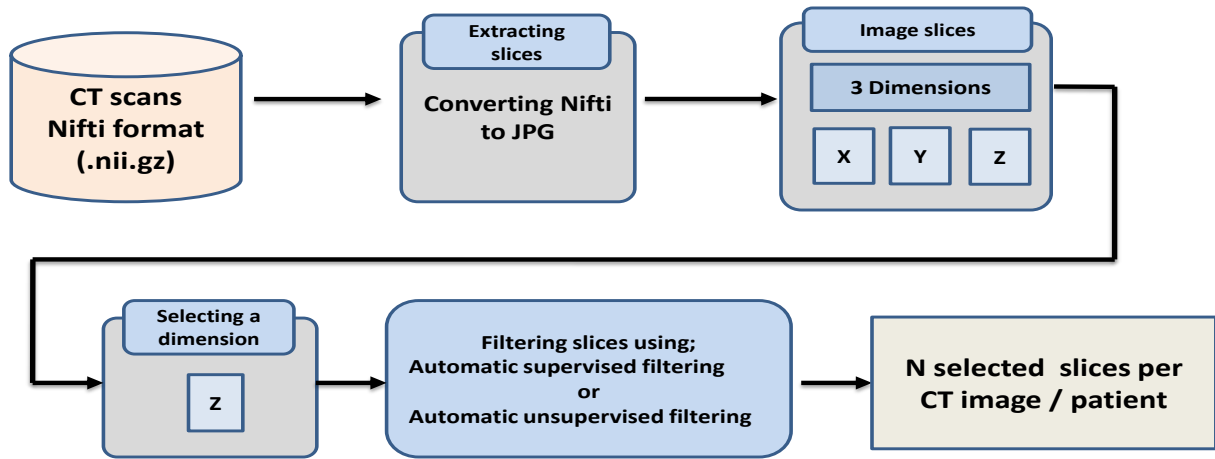 CT scans
Nifti format
(.nii.gz)
Extracting
slices
Converting Nifti
to JPG
Image slices
3 Dimensions
X
Y
Z
Selecting a
dimension
Z
Filtering slices using;
Automatic supervised filtering
or
Automatic unsupervised filtering
N selected slices per
CT image / patient